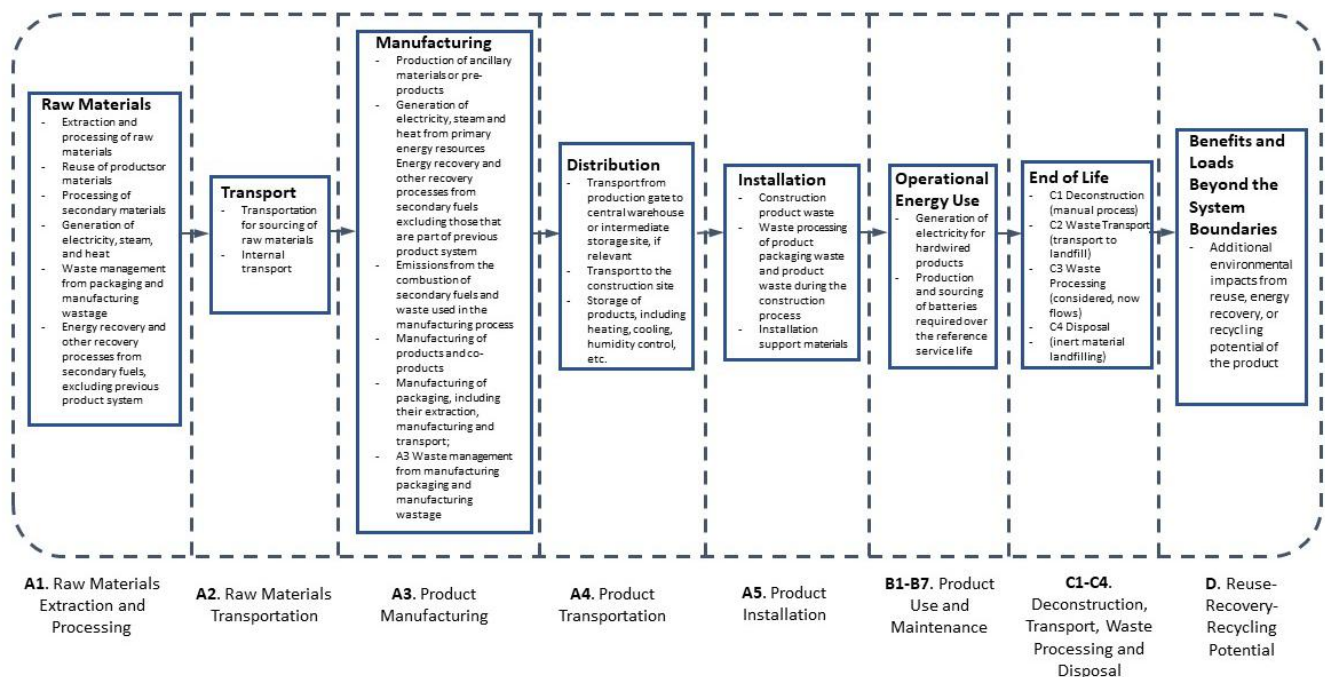 Raw Materials
- Extraction and
processing of raw
materials
- Reuse of productsor
materials
- Processing of
secondary materials
- Generation of
electricity, steam,
and heat
- Waste management
from packaging and
manufacturing
wastage
- Energy recovery and
other recovery
processes from
secondary fuels,
excluding previous
product system
Transport
- Transportation
for sourcing of
raw materials
- Internal
transport
Manufacturing
- Production of ancillary
materials or pre-
products
- Generation of
electricity, steam and
heat from primary
energy resources
Energy recovery and
other recovery
processes from
secondary fuels
excluding those that
are part of previous
product system
- Emissions from the
combustion of
secondary fuels and
waste used in the
manufacturing process
- Manufacturing of
products and co-
products
- Manufacturing of
packaging, including
their extraction,
manufacturing and
transport;
- A3 Waste management
from manufacturing
packaging and
manufacturing
wastage
Distribution
- Transport from
production gate to
central warehouse
or intermediate
storage site, if
relevant
- Transport to the
construction site
- Storage of
products, including
heating, cooling,
humidity control,
etc.
Installation
- Construction
product waste
- Waste processing
of product
packaging waste
and product
waste during the
construction
process
- Installation
support materials
Operational
Energy Use
- Generation of
electricity for
hardwired
products
- Production
and sourcing
of batteries
required over
the reference
service life
End of Life
- C1 Deconstruction
(manual process)
- C2 Waste Transport
(transport to
landfill)
- C3 Waste
Processing
(considered, now
flows)
- C4 Disposal
- (inert material
landfilling)
Benefits and
Loads
Beyond the
System
Boundaries
- Additional
environmental
impacts from
reuse, energy
recovery, or
recycling
potential of
the product
A1. Raw Materials
Extraction and
Processing
A2. Raw Materials
Transportation
A3. Product
Manufacturing
A4. Product
Transportation
A5. Product
Installation
B1-B7. Product
Use and
Maintenance
C1-C4.
Deconstruction,
Transport, Waste
Processing and
Disposal
D. Reuse-
Recovery-
Recycling
Potential